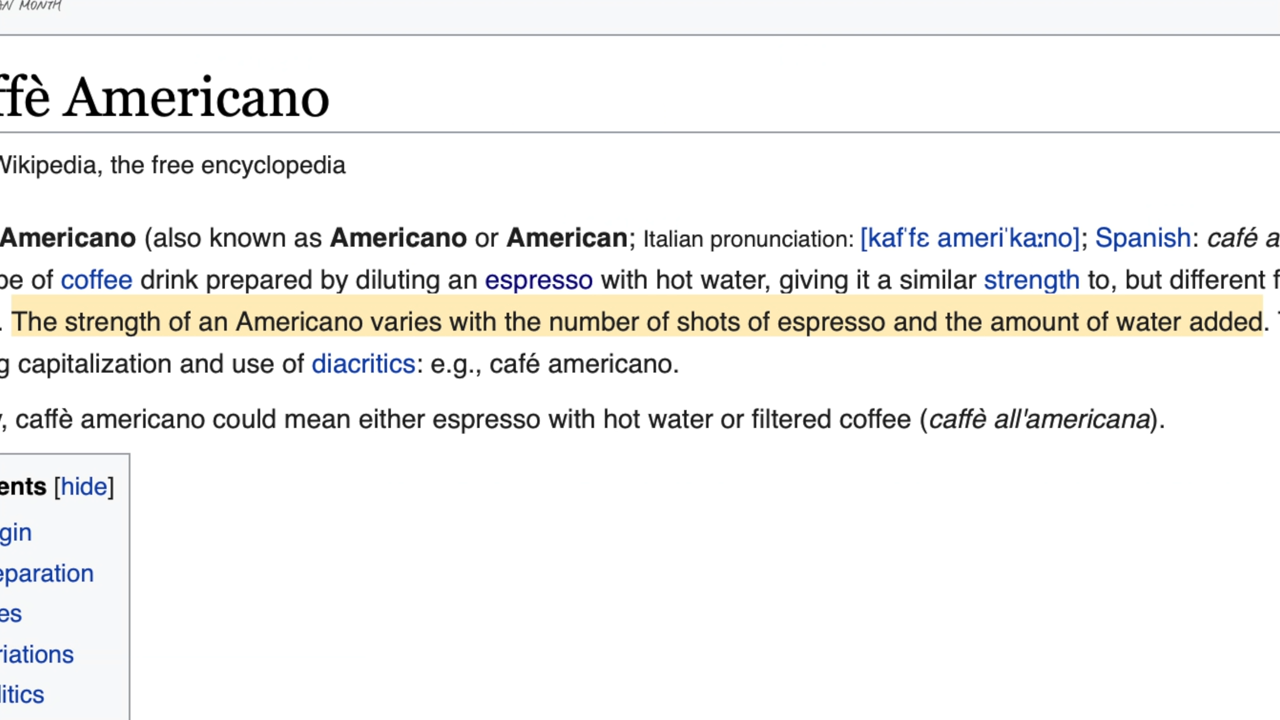 AN MONTH
ffè Americano
Wikipedia, the free encyclopedia
Americano (also known as Americano or American; Italian pronunciation: [kafˈfɛ ameriˈkaːno]; Spanish: café a
pe of coffee drink prepared by diluting an espresso with hot water, giving it a similar strength to, but different f
. The strength of an Americano varies with the number of shots of espresso and the amount of water added.
g capitalization and use of diacritics: e.g., café americano.
, caffè americano could mean either espresso with hot water or filtered coffee (caffè all'americana).
ents [hide]
gin
eparation
es
riations
litics